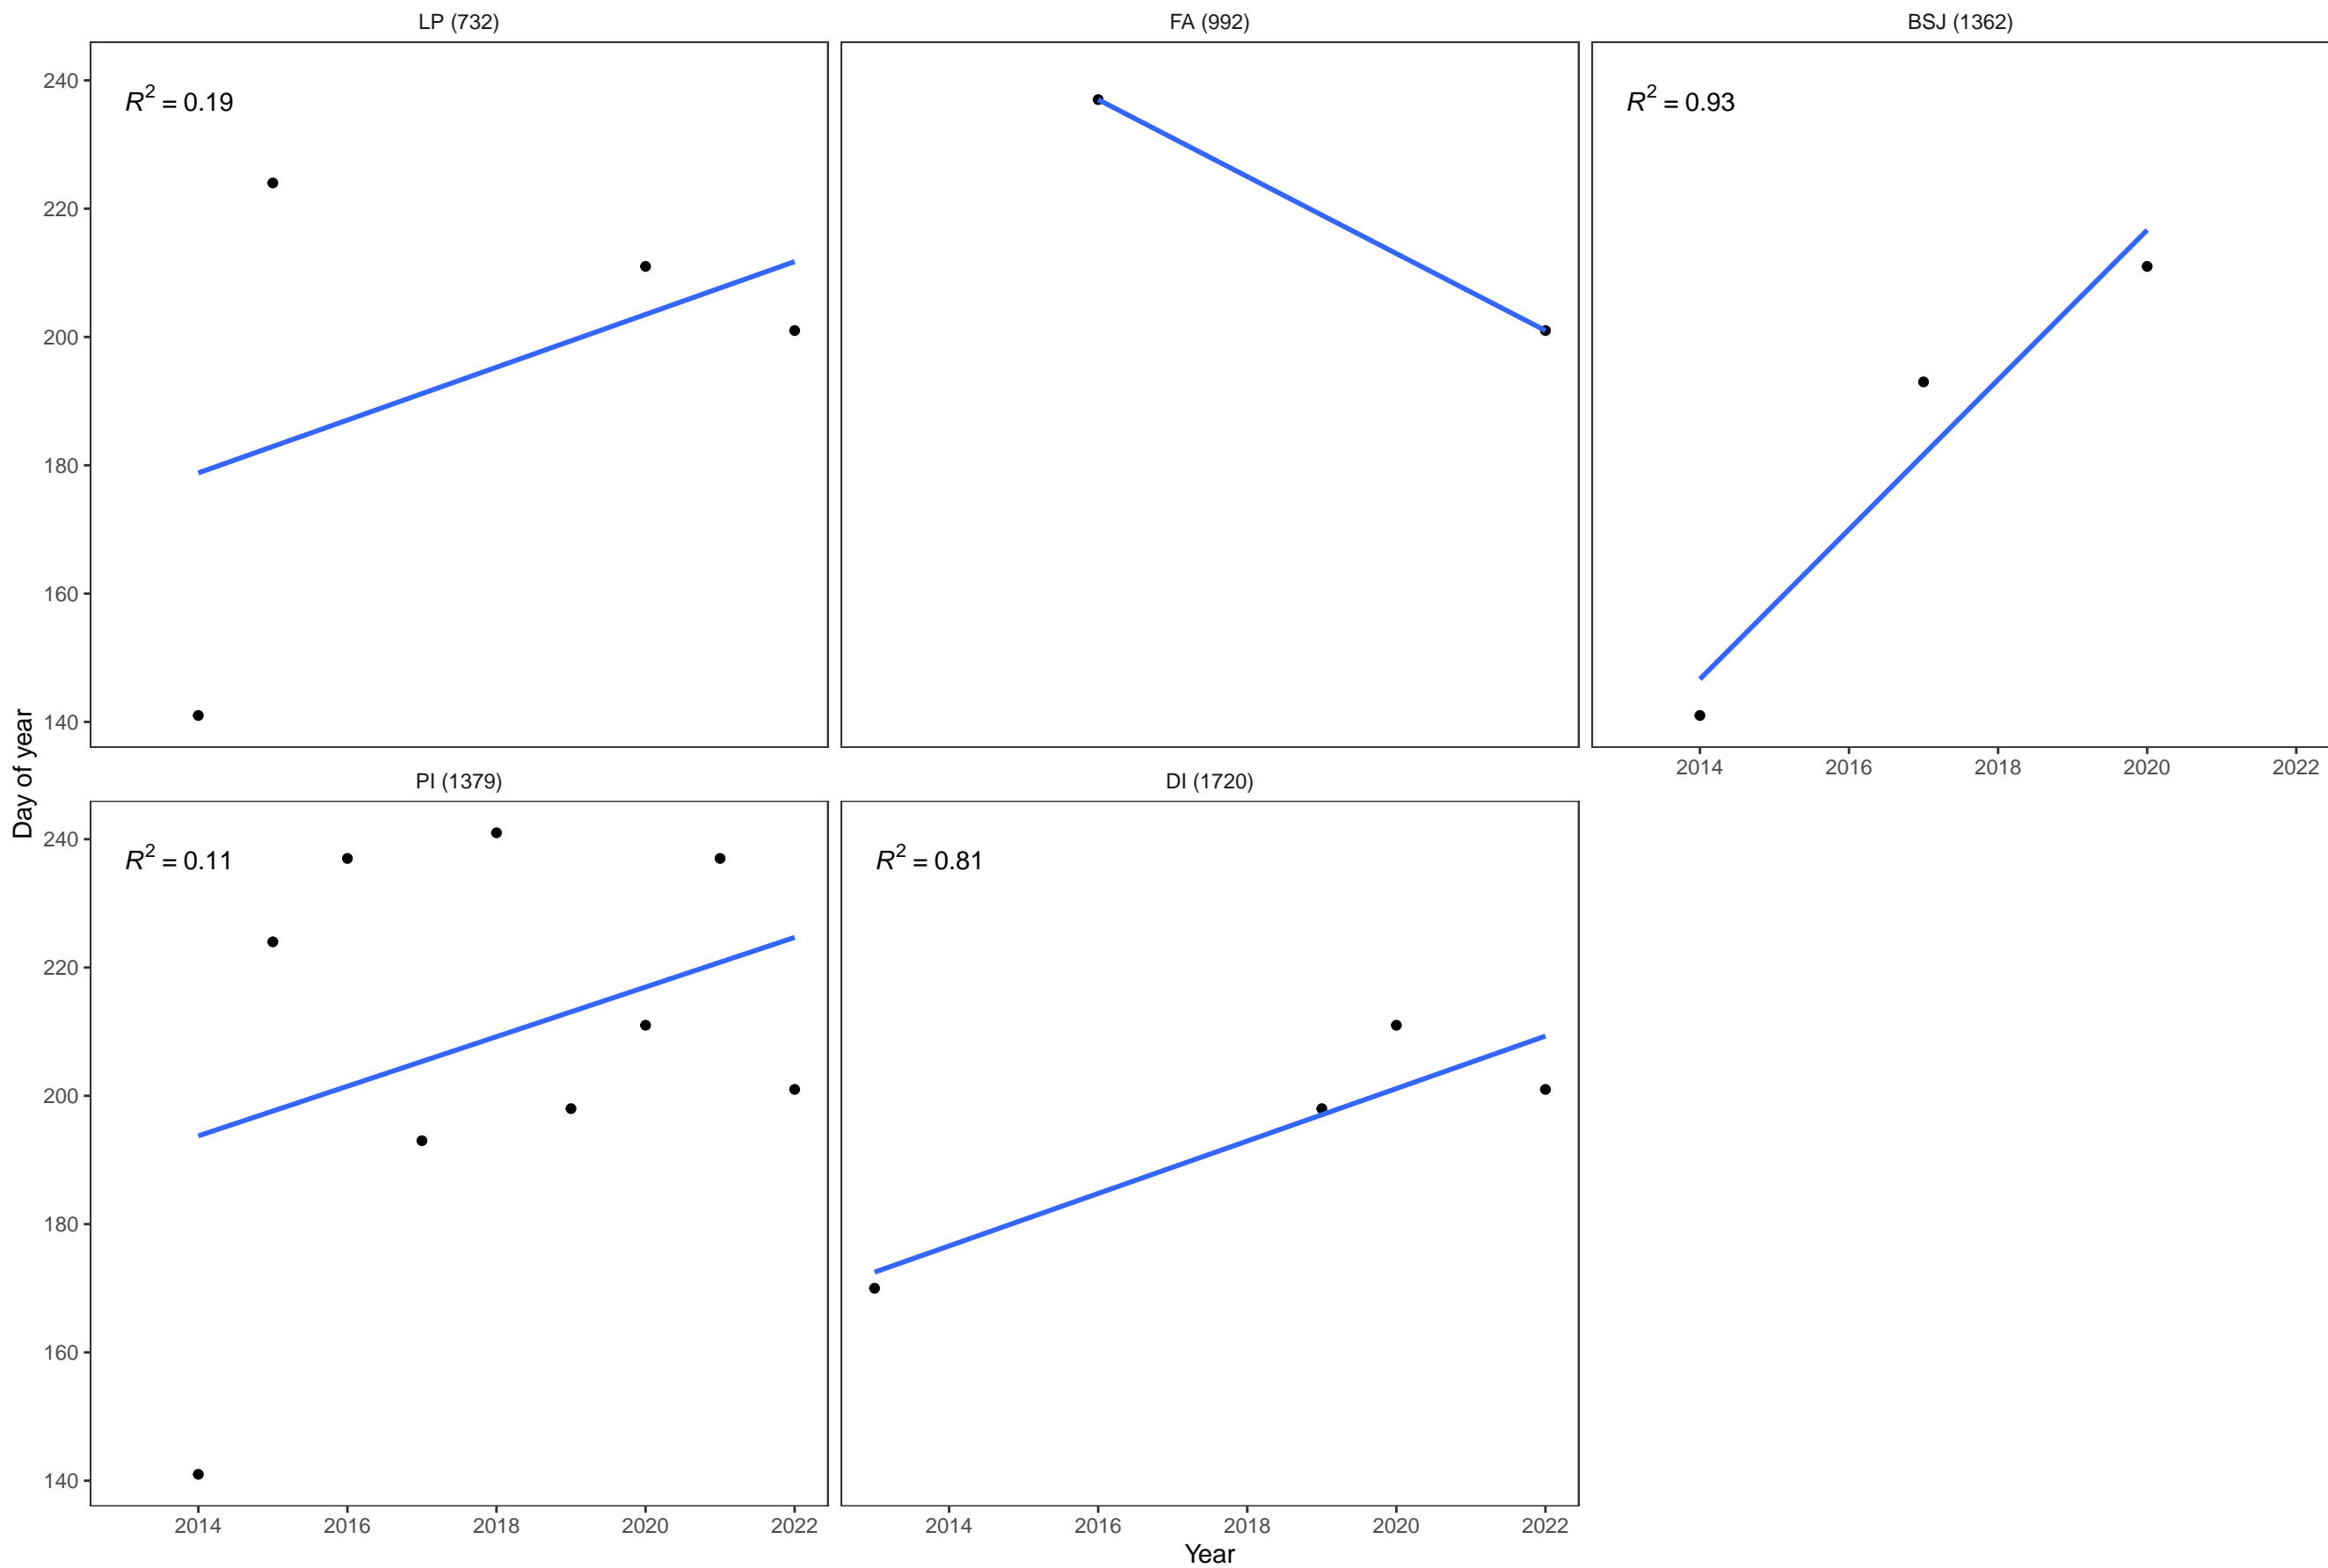 LP (732)
FA (992)
BSJ (1362)
R² = 0.19
R² = 0.93
240
220
200
180
160
140
2014 2016 2018 2020 2022
Day of year
PI (1379)
DI (1720)
R² = 0.11
R² = 0.81
240
220
200
180
160
140
2014 2016 2018 2020 2022
2014 2016 2018 2020 2022
Year